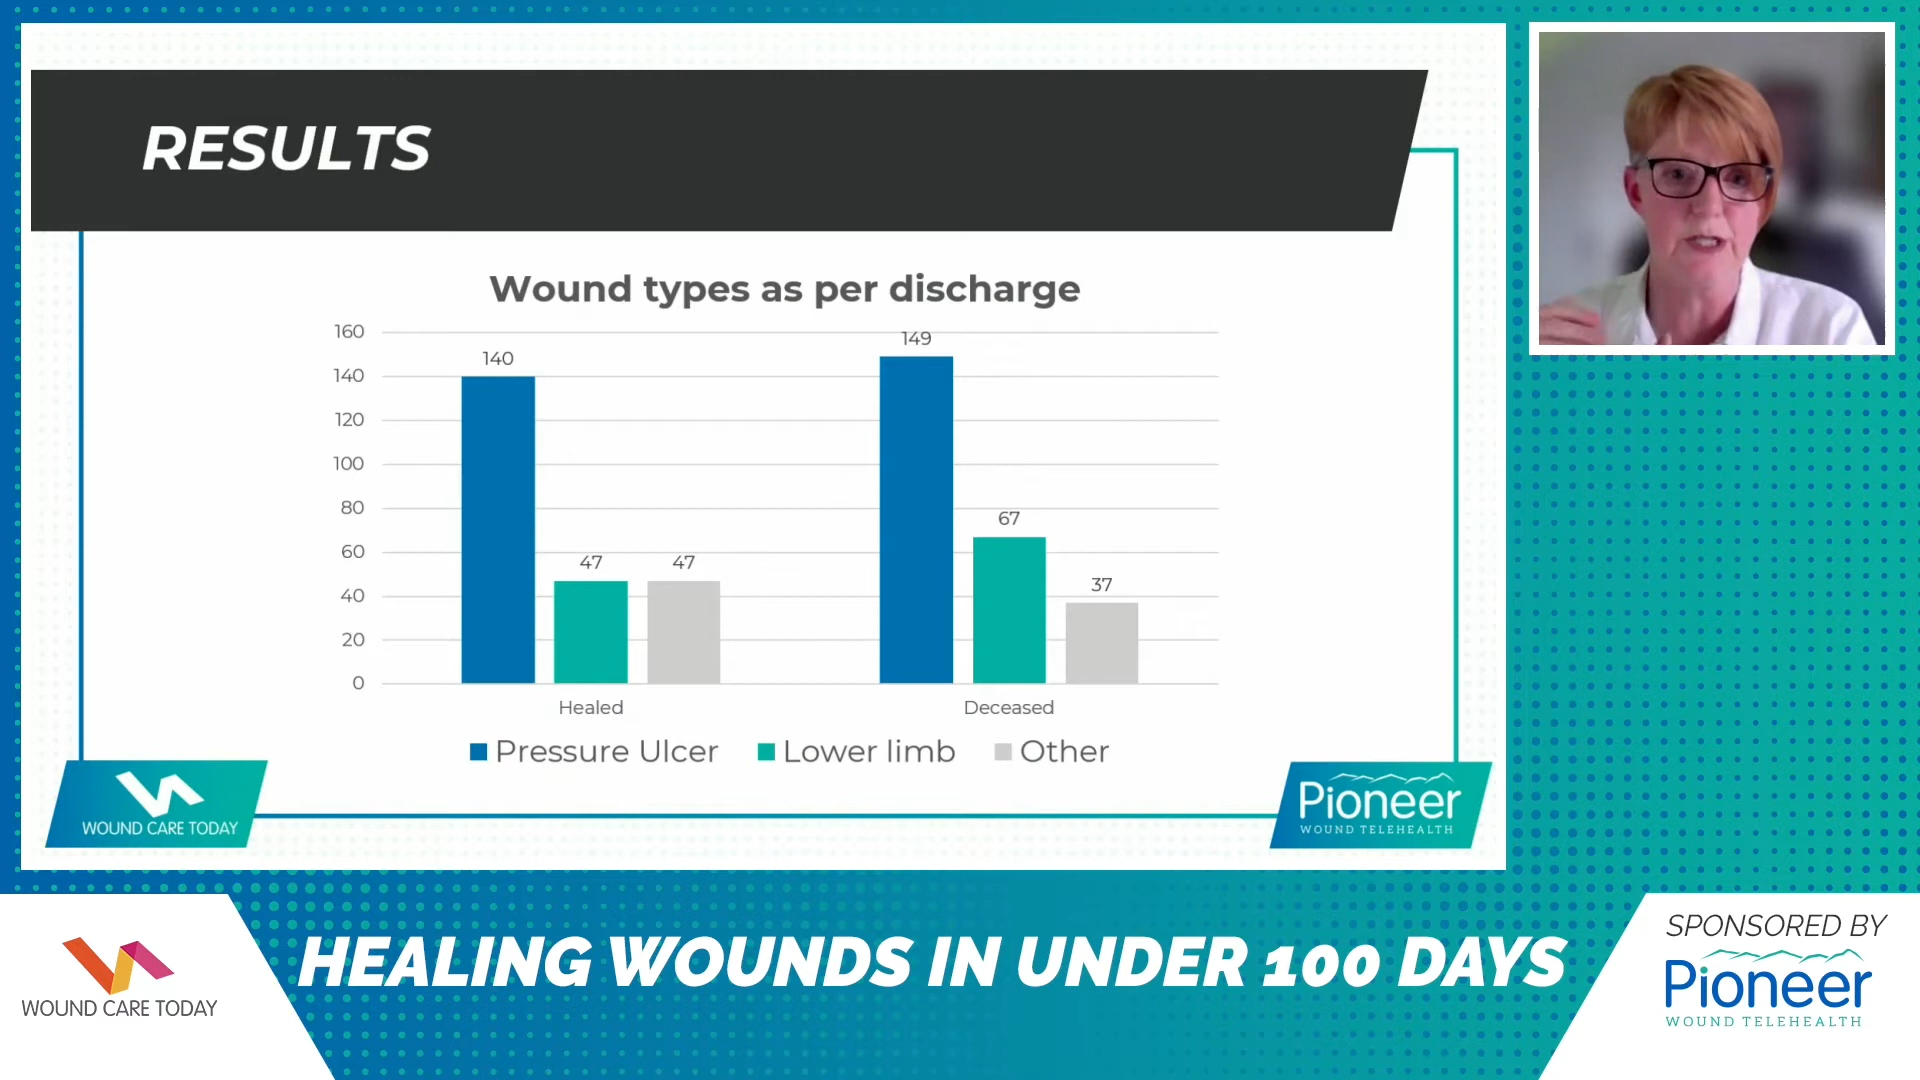 RESULTS
Wound types as per discharge
160
140
120
100
80
60
40
20
0
140
47
47
149
67
37
Healed
Deceased
Pressure Ulcer
Lower limb
Other
WOUND CARE TODAY
Pioneer
WOUND TELEHEALTH
WOUND CARE TODAY
HEALING WOUNDS IN UNDER 100 DAYS
SPONSORED BY
Pioneer
WOUND TELEHEALTH